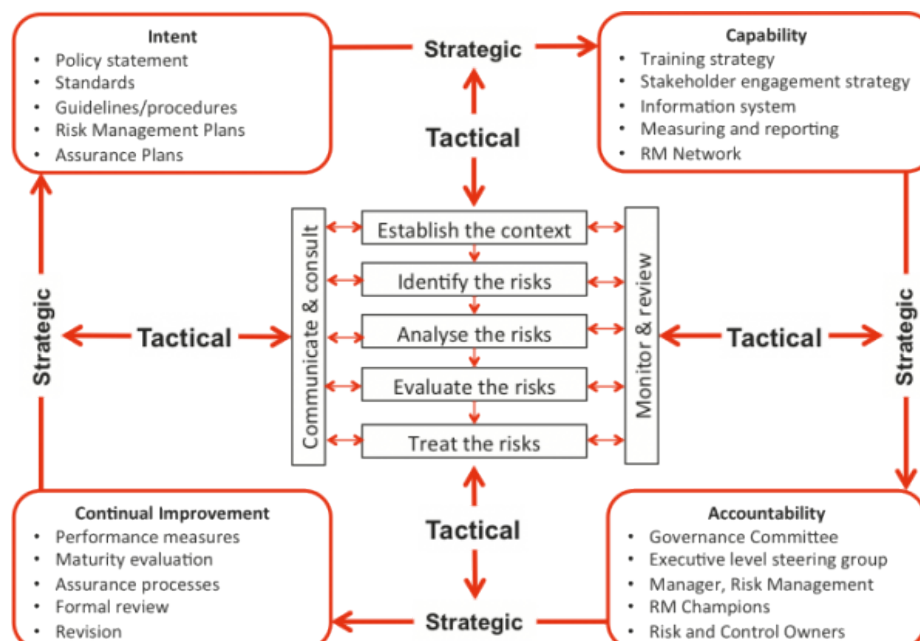 Intent
• Policy statement
• Standards
• Guidelines/procedures
• Risk Management Plans
• Assurance Plans
Strategic
Capability
• Training strategy
• Stakeholder engagement strategy
• Information system
• Measuring and reporting
• RM Network
Tactical
Strategic
Tactical
Communicate & consult
Establish the context
Identify the risks
Analyse the risks
Evaluate the risks
Treat the risks
Monitor & review
Tactical
Strategic
Tactical
Continual Improvement
• Performance measures
• Maturity evaluation
• Assurance processes
• Formal review
• Revision
Strategic
Accountability
• Governance Committee
• Executive level steering group
• Manager, Risk Management
• RM Champions
• Risk and Control Owners